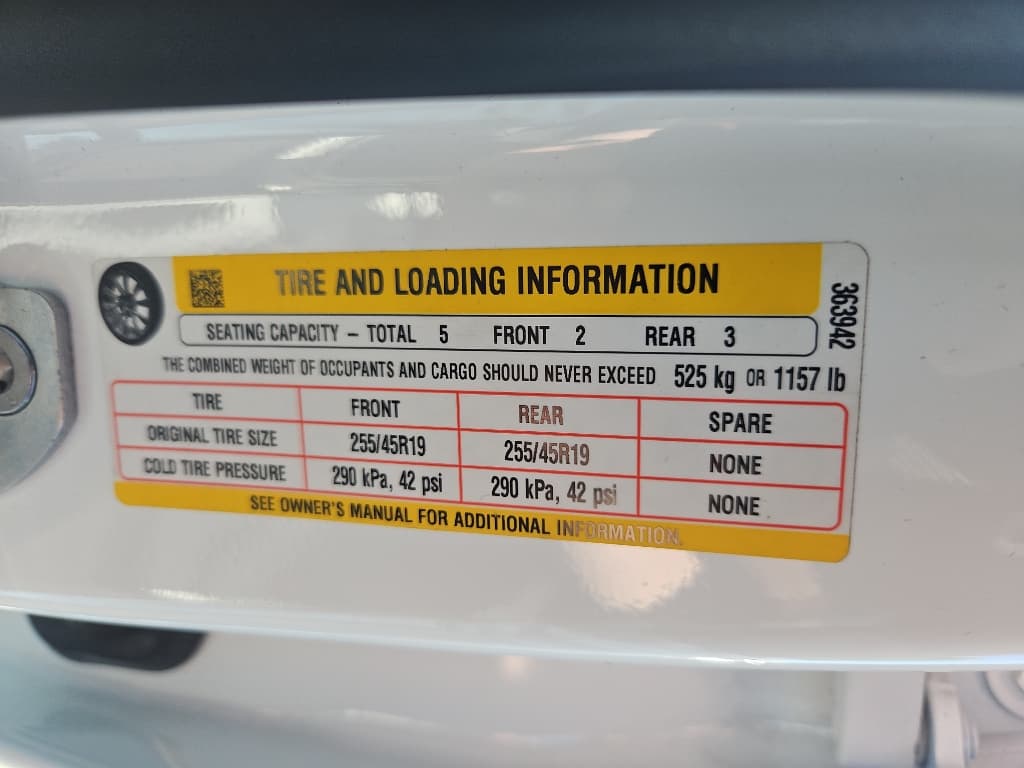 TIRE AND LOADING INFORMATION
SEATING CAPACITY – TOTAL 5 FRONT 2 REAR 3
THE COMBINED WEIGHT OF OCCUPANTS AND CARGO SHOULD NEVER EXCEED 525 kg OR 1157 lb
TIRE FRONT REAR SPARE
ORIGINAL TIRE SIZE 255/45R19 255/45R19 NONE
COLD TIRE PRESSURE 290 kPa, 42 psi 290 kPa, 42 psi NONE
SEE OWNER'S MANUAL FOR ADDITIONAL INFORMATION.
3639442